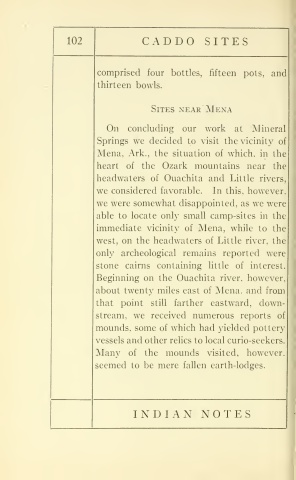 102
CADDO SITES
comprised four bottles, fifteen pots, and
thirteen bowls.
SITES NEAR MENA
On concluding our work at Mineral
Springs we decided to visit the vicinity of
Mena, Ark., the situation of which, in the
heart of the Ozark mountains near the
headwaters of Ouachita and Little rivers,
we considered favorable. In this, however,
we were somewhat disappointed, as we were
able to locate only small camp-sites in the
immediate vicinity of Mena, while to the
west, on the headwaters of Little river, the
only archeological remains reported were
stone cairns containing little of interest.
Beginning on the Ouachita river, however,
about twenty miles east of Mena, and from
that point still farther eastward, down-
stream, we received numerous reports of
mounds, some of which had yielded pottery
vessels and other relics to local curio-seekers.
Many of the mounds visited, however,
seemed to be mere fallen earth-lodges.
INDIAN NOTES